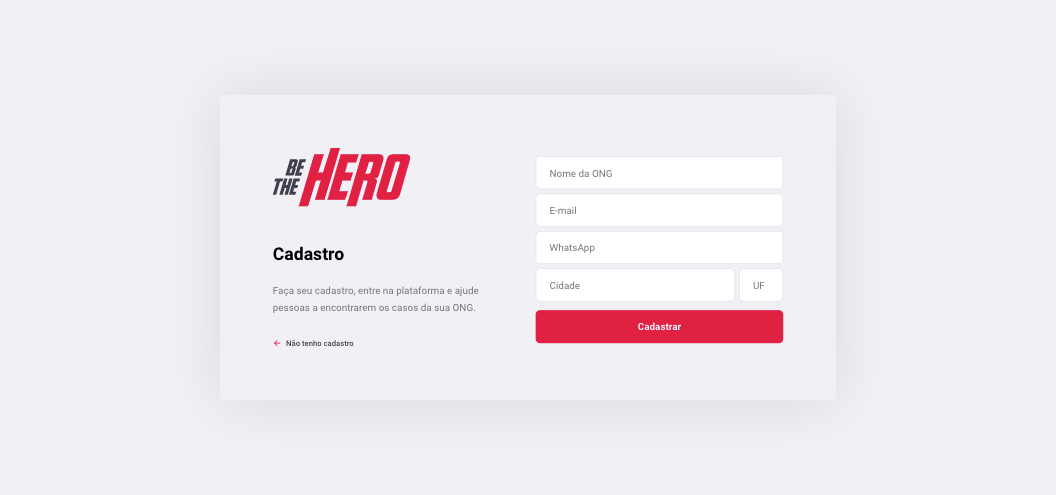 BE
THE
HERO
Cadastro
Faça seu cadastro, entre na plataforma e ajude
pessoas a encontrarem os casos da sua ONG.
Não tenho cadastro
Nome da ONG
E-mail
WhatsApp
Cidade
UF
Cadastrar